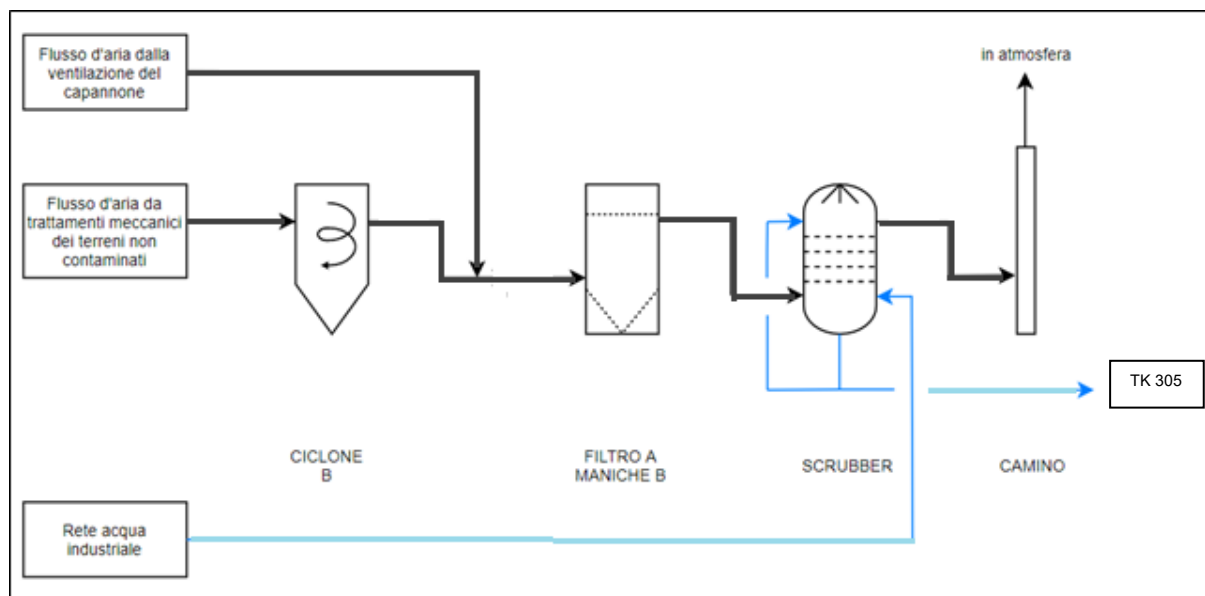 Flusso d'aria dalla
ventilazione del
capannone
in atmosfera
Flusso d'aria da
trattamenti meccanici
dei terreni non
contaminati
TK 305
CICLONE
B
FILTRO A
MANICHE B
SCRUBBER
CAMINO
Rete acqua
industriale